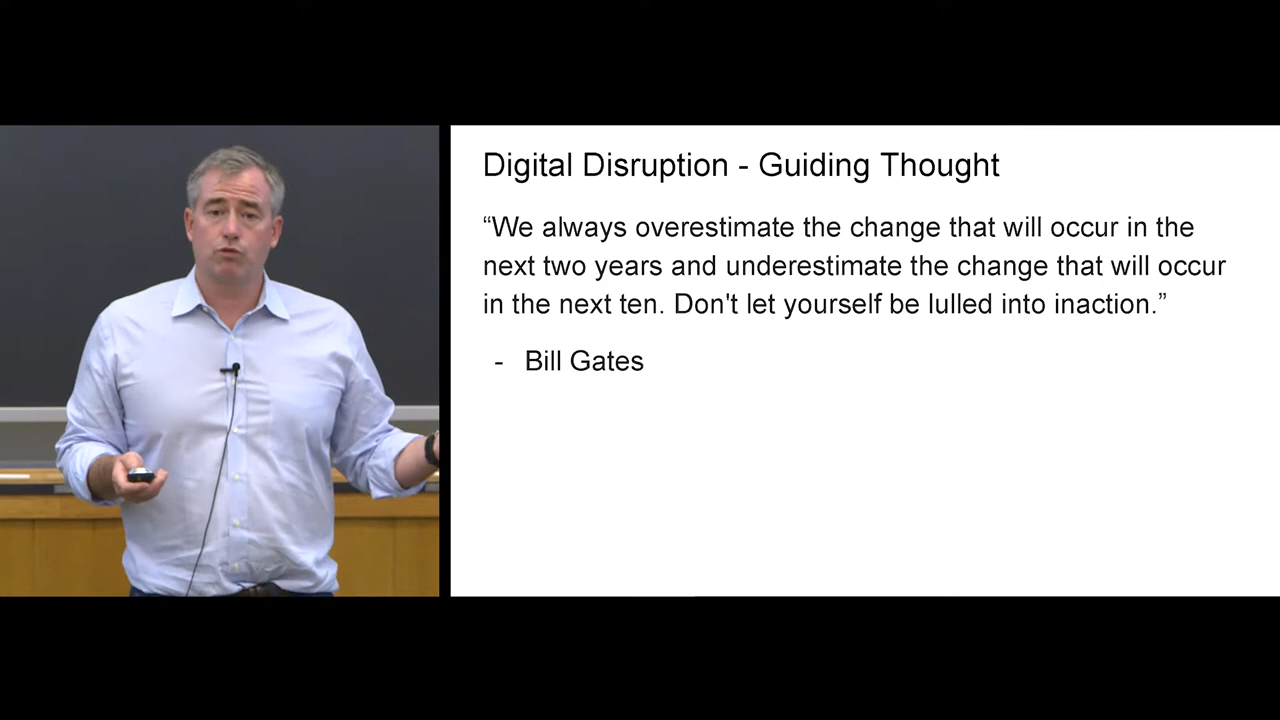 Digital Disruption - Guiding Thought
“We always overestimate the change that will occur in the
next two years and underestimate the change that will occur
in the next ten. Don't let yourself be lulled into inaction.”
- Bill Gates